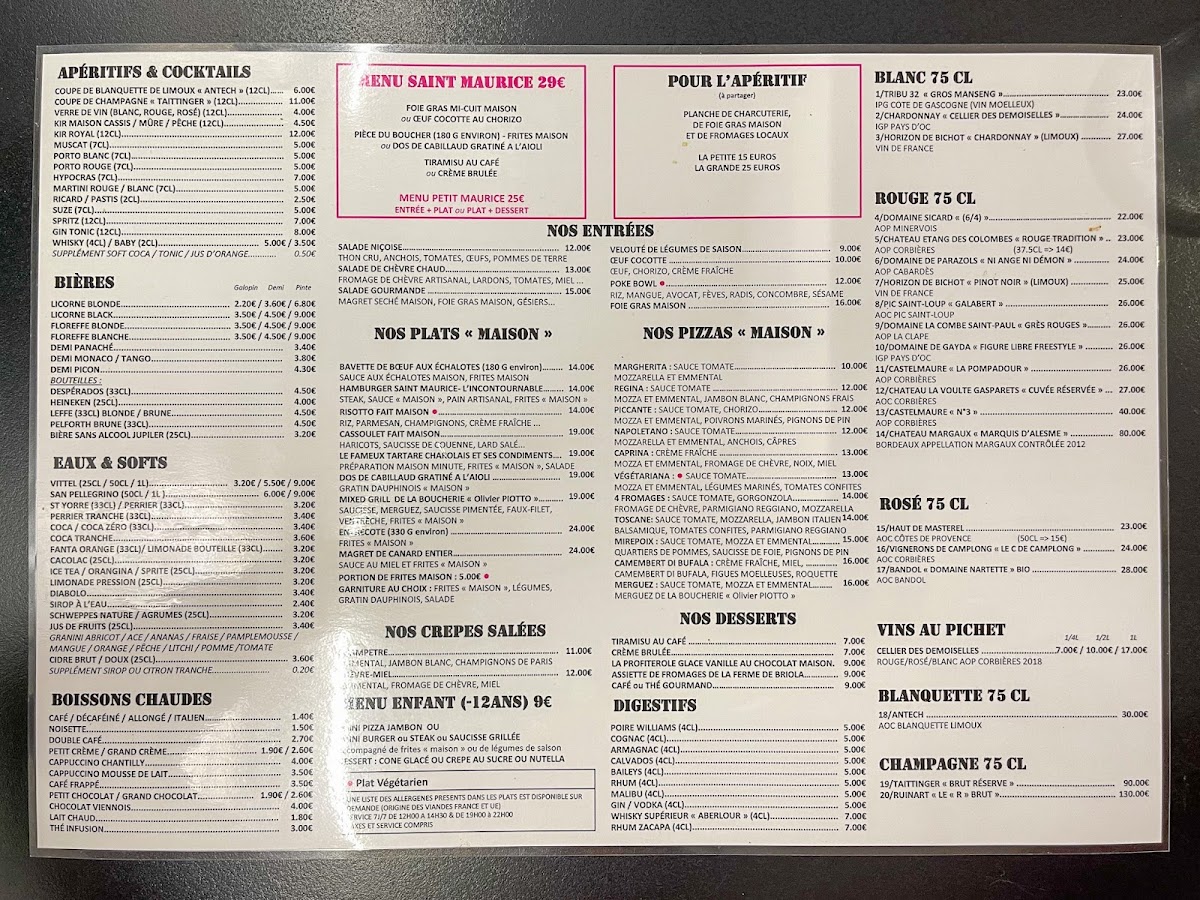 APÉRITIFS & COCKTAILS
COUPE DE BLANQUETTE DE LIMOUX « ANTECH » (12CL)...... 6.00€
COUPE DE CHAMPAGNE « TAITTINGER » (12CL)................ 11.00€
VERRE DE VIN (BLANC, ROUGE, ROSÉ) (12CL)................ 4.00€
KIR MAISON CASSIS / MÛRE / PÊCHE (12CL)................ 4.50€
KIR ROYAL (12CL)................ 12.00€
MUSCAT (7CL)................ 5.00€
PORTO BLANC (7CL)................ 5.00€
PORTO ROUGE (7CL)................ 5.00€
HYPOCRAS (7CL)................ 7.00€
MARTINI ROUGE / BLANC (7CL)................ 5.00€
RICARD / PASTIS (2CL)................ 2.50€
SUZE (7CL)................ 5.00€
SPRITZ (12CL)................ 7.00€
GIN TONIC (12CL)................ 8.00€
WHISKY (4CL) / BABY (2CL)................ 5.00€ / 3.50€
SUPPLÉMENT SOFT COCA / TONIC / JUS D'ORANGE............ 0.50€
BIÈRES
Galopin Demi Pinte
LICORNE BLONDE................ 2.20€ / 3.60€ / 6.80€
LICORNE BLACK................ 3.50€ / 4.50€ / 9.00€
FLOREFFE BLONDE................ 3.50€ / 4.50€ / 9.00€
FLOREFFE BLANCHE................ 3.50€ / 4.50€ / 9.00€
DEMI PANACHÉ................ 3.40€
DEMI MONACO / TANGO................ 3.80€
DEMI PICON................ 4.30€
BOUTEILLES :
DESPÉRADOS (33CL)................ 4.50€
HEINEKEN (25CL)................ 4.00€
LEFFE (33CL) BLONDE / BRUNE................ 4.50€
PELFORTH BRUNE (33CL)................ 4.50€
BIÈRE SANS ALCOOL JUPILER (25CL)................ 3.20€
EAUX & SOFTS
VITTEL (25CL / 50CL / 1L)................ 3.20€ / 5.50€ / 9.00€
SAN PELLEGRINO (50CL / 1L )................ 6.00€ / 9.00€
ST YORRE (33CL) / PERRIER (33CL)................ 3.20€
PERRIER TRANCHE (33CL)................ 3.40€
COCA / COCA ZÉRO (33CL)................ 3.40€
COCA TRANCHE................ 3.60€
FANTA ORANGE (33CL)/ LIMONADE BOUTEILLE (33CL)........ 3.20€
CACOLAC (25CL)................ 3.20€
ICE TEA / ORANGINA / SPRITE (25CL)................ 3.20€
LIMONADE PRESSION (25CL)................ 3.20€
DIABOLO................ 3.40€
SIROP À L'EAU................ 2.40€
SCHWEPPES NATURE / AGRUMES (25CL)................ 3.20€
JUS DE FRUITS (25CL)................ 3.40€
GRANINI ABRICOT / ACE / ANANAS / FRAISE / PAMPLEMOUSSE /
MANGUE / ORANGE / PÊCHE / LITCHI / POMME /TOMATE
CIDRE BRUT / DOUX (25CL)................ 3.60€
SUPPLÉMENT SIROP OU CITRON TRANCHE................ 0.20€
BOISSONS CHAUDES
CAFÉ / DÉCAFÉINÉ / ALLONGÉ / ITALIEN................ 1.40€
NOISETTE................ 1.50€
DOUBLE CAFÉ................ 2.70€
PETIT CRÈME / GRAND CRÈME................ 1.90€ / 2.60€
CAPPUCCINO CHANTILLY................ 4.00€
CAPPUCCINO MOUSSE DE LAIT................ 3.50€
CAFÉ FRAPPÉ................ 3.50€
PETIT CHOCOLAT / GRAND CHOCOLAT................ 1.90€ / 2.60€
CHOCOLAT VIENNOIS................ 4.00€
LAIT CHAUD................ 1.80€
THÉ INFUSION................ 3.00€
MENU SAINT MAURICE 29€
FOIE GRAS MI-CUIT MAISON
ou ŒUF COCOTTE AU CHORIZO
PIÈCE DU BOUCHER (180 G ENVIRON) - FRITES MAISON
ou DOS DE CABILLAUD GRATINÉ A L'AIOLI
TIRAMISU AU CAFÉ
ou CRÈME BRULÉE
MENU PETIT MAURICE 25€
ENTRÉE + PLAT ou PLAT + DESSERT
POUR L'APÉRITIF
(à partager)
PLANCHE DE CHARCUTERIE,
DE FOIE GRAS MAISON
ET DE FROMAGES LOCAUX
LA PETITE 15 EUROS
LA GRANDE 25 EUROS
NOS ENTRÉES
SALADE NIÇOISE................ 12.00€
THON CRU, ANCHOIS, TOMATES, ŒUFS, POMMES DE TERRE
SALADE DE CHÈVRE CHAUD................ 13.00€
FROMAGE DE CHÈVRE ARTISANAL, LARDONS, TOMATES, MIEL ...
SALADE GOURMANDE................ 15.00€
MAGRET SECHÉ MAISON, FOIE GRAS MAISON, GÉSIERS...
VELOUTÉ DE LÉGUMES DE SAISON................ 9.00€
ŒUF COCOTTE................ 10.00€
ŒUF, CHORIZO, CRÈME FRAÎCHE
POKE BOWL ●................ 12.00€
RIZ, MANGUE, AVOCAT, FÈVES, RADIS, CONCOMBRE, SÉSAME
FOIE GRAS MAISON................ 16.00€
NOS PLATS « MAISON »
BAVETTE DE BŒUF AUX ÉCHALOTES (180 G environ)....... 14.00€
SAUCE AUX ÉCHALOTES MAISON, FRITES MAISON
HAMBURGER SAINT MAURICE- L'INCONTOURNABLE....... 14.00€
STEAK, SAUCE « MAISON », PAIN ARTISANAL, FRITES « MAISON »
RISOTTO FAIT MAISON ●................ 14.00€
RIZ, PARMESAN, CHAMPIGNONS, CRÈME FRAÎCHE ...
CASSOULET FAIT MAISON................ 19.00€
HARICOTS, SAUCISSE DE COUENNE, LARD SALÉ...
LE FAMEUX TARTARE CHAROLAIS ET SES CONDIMENTS.... 19.00€
PRÉPARATION MAISON MINUTE, FRITES « MAISON », SALADE
DOS DE CABILLAUD GRATINÉ A L'AIOLI ................ 19.00€
GRATIN DAUPHINOIS « MAISON »
MIXED GRILL DE LA BOUCHERIE « Olivier PIOTTO »......... 19.00€
SAUCISSE, MERGUEZ, SAUCISSE PIMENTÉE, FAUX-FILET,
VENTRÈCHE, FRITES « MAISON »
ENTRECOTE (330 G environ) ................ 24.00€
FRITES « MAISON »
MAGRET DE CANARD ENTIER................ 24.00€
SAUCE AU MIEL ET FRITES « MAISON »
PORTION DE FRITES MAISON : 5.00€ ●
GARNITURE AU CHOIX : FRITES « MAISON », LÉGUMES,
GRATIN DAUPHINOIS, SALADE
NOS CREPES SALÉES
MPETRE................ 11.00€
MENTAL, JAMBON BLANC, CHAMPIGNONS DE PARIS
ÈVRE-MIEL................ 12.00€
MENTAL, FROMAGE DE CHÈVRE, MIEL
MENU ENFANT (-12ANS) 9€
INI PIZZA JAMBON OU
INI BURGER ou STEAK ou SAUCISSE GRILLÉE
ccompagné de frites « maison » ou de légumes de saison
ESSERT : CONE GLACÉ OU CREPE AU SUCRE OU NUTELLA
● Plat Végétarien
UNE LISTE DES ALLERGENES PRESENTS DANS LES PLATS EST DISPONIBLE SUR
DEMANDE (ORIGINE DES VIANDES FRANCE ET UE)
SERVICE 7J/7 DE 12H00 A 14H30 & DE 19H00 à 22H00
TAXES ET SERVICE COMPRIS
NOS PIZZAS « MAISON »
MARGHERITA : SAUCE TOMATE................ 10.00€
MOZZARELLA ET EMMENTAL
REGINA : SAUCE TOMATE................ 12.00€
MOZZA ET EMMENTAL, JAMBON BLANC, CHAMPIGNONS FRAIS
PICCANTE : SAUCE TOMATE, CHORIZO................ 12.00€
MOZZA ET EMMENTAL, POIVRONS MARINÉS, PIGNONS DE PIN
NAPOLETANO : SAUCE TOMATE................ 12.00€
MOZZARELLA ET EMMENTAL, ANCHOIS, CÂPRES
CAPRINA : CRÈME FRAÎCHE................ 13.00€
MOZZA ET EMMENTAL, FROMAGE DE CHÈVRE, NOIX, MIEL
VÉGÉTARIANA : ● SAUCE TOMATE................ 13.00€
MOZZA ET EMMENTAL, LÉGUMES MARINÉS, TOMATES CONFITES
4 FROMAGES : SAUCE TOMATE, GORGONZOLA................ 14.00€
FROMAGE DE CHÈVRE, PARMIGIANO REGGIANO, MOZZARELLA
TOSCANE: SAUCE TOMATE, MOZZARELLA, JAMBON ITALIEN 14.00€
BALSAMIQUE, TOMATES CONFITES, PARMIGIANO REGGIANO
MIREPOIX : SAUCE TOMATE, MOZZA ET EMMENTAL.......... 15.00€
QUARTIERS DE POMMES, SAUCISSE DE FOIE, PIGNONS DE PIN
CAMEMBERT DI BUFALA : CRÈME FRAÎCHE, MIEL, ............ 16.00€
CAMEMBERT DI BUFALA, FIGUES MOELLEUSES, ROQUETTE
MERGUEZ : SAUCE TOMATE, MOZZA ET EMMENTAL.......... 16.00€
MERGUEZ DE LA BOUCHERIE « Olivier PIOTTO »
NOS DESSERTS
TIRAMISU AU CAFÉ ................ 7.00€
CRÈME BRULÉE................ 7.00€
LA PROFITEROLE GLACE VANILLE AU CHOCOLAT MAISON. 9.00€
ASSIETTE DE FROMAGES DE LA FERME DE BRIOLA............ 9.00€
CAFÉ ou THÉ GOURMAND................ 9.00€
DIGESTIFS
POIRE WILLIAMS (4CL)................ 5.00€
COGNAC (4CL)................ 5.00€
ARMAGNAC (4CL)................ 5.00€
CALVADOS (4CL)................ 5.00€
BAILEYS (4CL)................ 5.00€
RHUM (4CL)................ 5.00€
MALIBU (4CL)................ 5.00€
GIN / VODKA (4CL)................ 5.00€
WHISKY SUPÉRIEUR « ABERLOUR » (4CL)................ 7.00€
RHUM ZACAPA (4CL)................ 7.00€
BLANC 75 CL
1/TRIBU 32 « GROS MANSENG »................ 23.00€
IPG COTE DE GASCOGNE (VIN MOELLEUX)
2/CHARDONNAY « CELLIER DES DEMOISELLES »............ 24.00€
IGP PAYS D'OC
3/HORIZON DE BICHOT « CHARDONNAY » (LIMOUX)........ 27.00€
VIN DE FRANCE
ROUGE 75 CL
4/DOMAINE SICARD « (6/4) »................ 22.00€
AOP MINERVOIS
5/CHATEAU ETANG DES COLOMBES « ROUGE TRADITION » .. 23.00€
AOP CORBIÈRES (37.5CL => 14€)
6/DOMAINE DE PARAZOLS « NI ANGE NI DÉMON » ......... 24.00€
AOP CABARDÈS
7/HORIZON DE BICHOT « PINOT NOIR » (LIMOUX) ......... 25.00€
VIN DE FRANCE
8/PIC SAINT-LOUP « GALABERT » ................ 26.00€
AOC PIC SAINT-LOUP
9/DOMAINE LA COMBE SAINT-PAUL « GRÈS ROUGES »....... 26.00€
AOP LA CLAPE
10/DOMAINE DE GAYDA « FIGURE LIBRE FREESTYLE » ........ 26.00€
IGP PAYS D'OC
11/CASTELMAURE « LA POMPADOUR » ................ 26.00€
AOP CORBIÈRES
12/CHATEAU LA VOULTE GASPARETS « CUVÉE RÉSERVÉE » .. 27.00€
AOC CORBIÈRES
13/CASTELMAURE « N°3 » ................ 40.00€
AOP CORBIÈRES
14/CHATEAU MARGAUX « MARQUIS D'ALESME » ............ 80.00€
BORDEAUX APPELLATION MARGAUX CONTRÔLÉE 2012
ROSÉ 75 CL
15/HAUT DE MASTEREL ................ 23.00€
AOC CÔTES DE PROVENCE (50CL => 15€)
16/VIGNERONS DE CAMPLONG « LE C DE CAMPLONG » ........ 24.00€
AOC CORBIÈRES
17/BANDOL « DOMAINE NARTETTE » BIO ................ 28.00€
AOC BANDOL
VINS AU PICHET
1/4L 1/2L 1L
CELLIER DES DEMOISELLES ................7.00€ / 10.00€ / 17.00€
ROUGE/ROSÉ/BLANC AOP CORBIÈRES 2018
BLANQUETTE 75 CL
18/ANTECH ................ 30.00€
AOC BLANQUETTE LIMOUX
CHAMPAGNE 75 CL
19/TAITTINGER « BRUT RÉSERVE » ................ 90.00€
20/RUINART « LE « R » BRUT »................ 130.00€